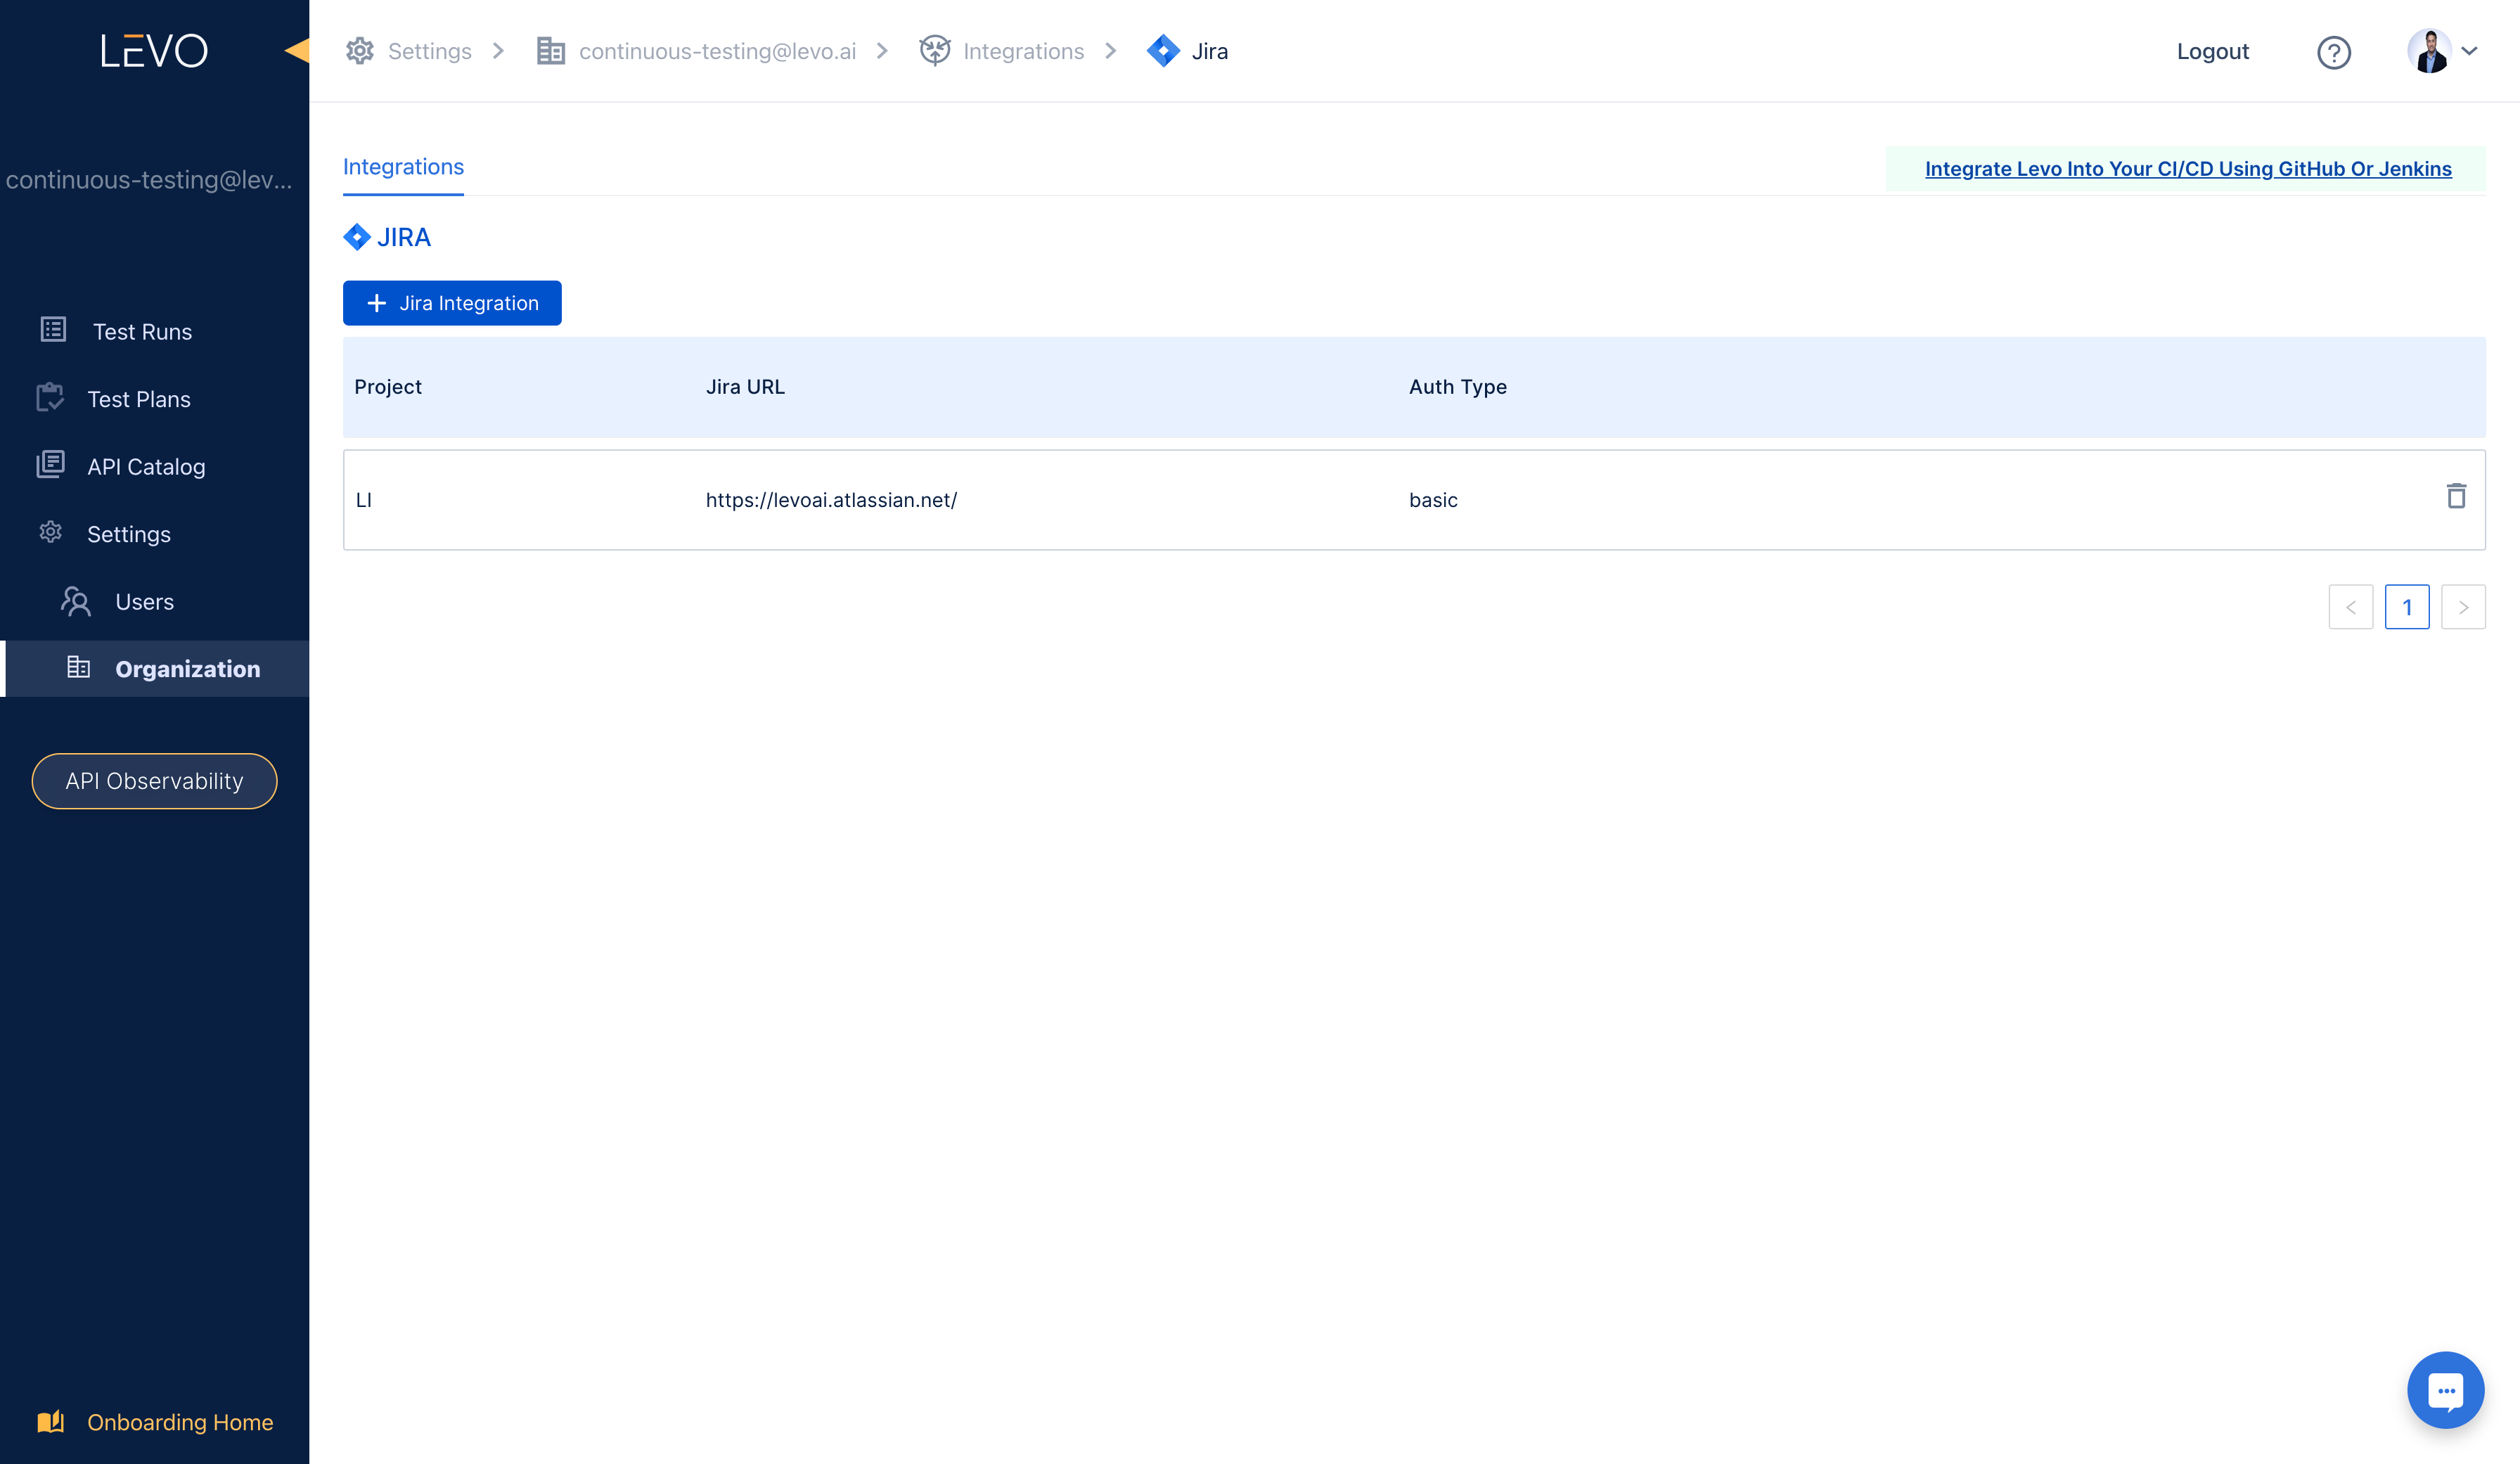 LEVO
Settings
continuous-testing@levo.ai
Integrations
Jira
Logout
continuous-testing@lev...
Test Runs
Test Plans
API Catalog
Settings
Users
Organization
API Observability
Onboarding Home
Integrations
Integrate Levo Into Your CI/CD Using GitHub Or Jenkins
JIRA
Jira Integration
Project Jira URL Auth Type
LI https://levoai.atlassian.net/ basic
1